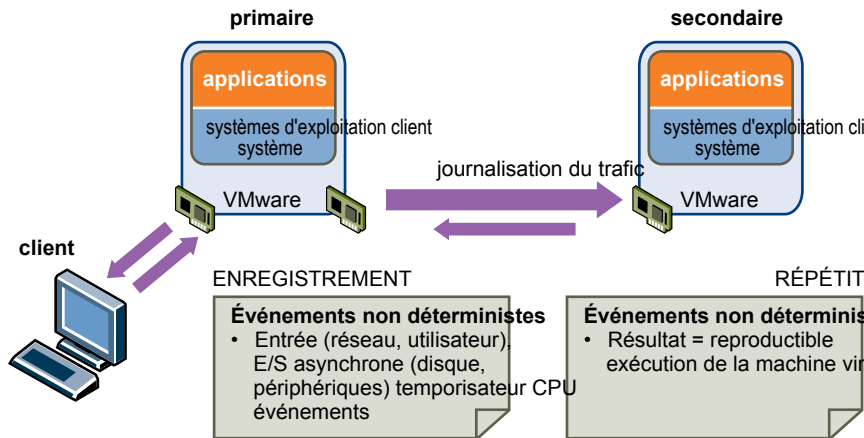 primaire
secondaire
applications
applications
systèmes d'exploitation client
système
systèmes d'exploitation cli
système
journalisation du trafic
VMware
VMware
client
ENREGISTREMENT
RÉPÉTIT
Événements non déterministes
• Entrée (réseau, utilisateur),
E/S asynchrone (disque,
périphériques) temporisateur CPU
événements
Événements non déterminis
• Résultat = reproductible
exécution de la machine vir